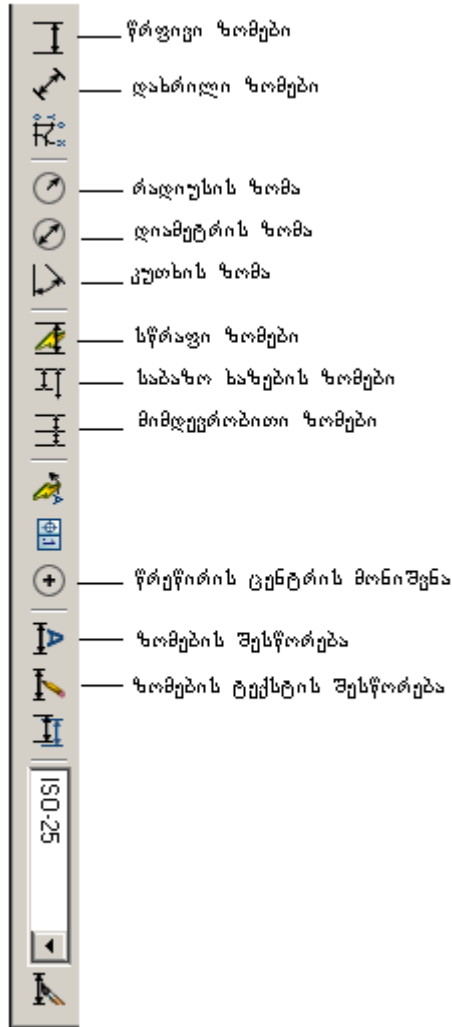 წრფივი ზომები
დახრილი ზომები
რადიუსის ზომა
დიამეტრის ზომა
კუთხის ზომა
სწრაფი ზომები
საბაზო ხაზების ზომები
მიმდევრობითი ზომები
წრეწირის ცენტრის მონიშვნა
ზომების შესწორება
ზომების ტექსტის შესწორება
ISO-25